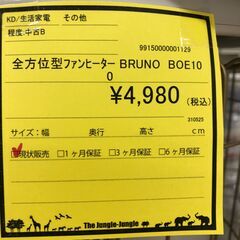 KD/生活家電　その他
程度:中古B
99150000001129
全方位型ファンヒーター BRUNO BOE10
0
¥4,980 (税込)
310525
サイズ:幅　奥行　高さ　cm
現状販売 □1ヶ月保証 □3ヶ月保証 □6ヶ月保証
The Jungle-Jungle